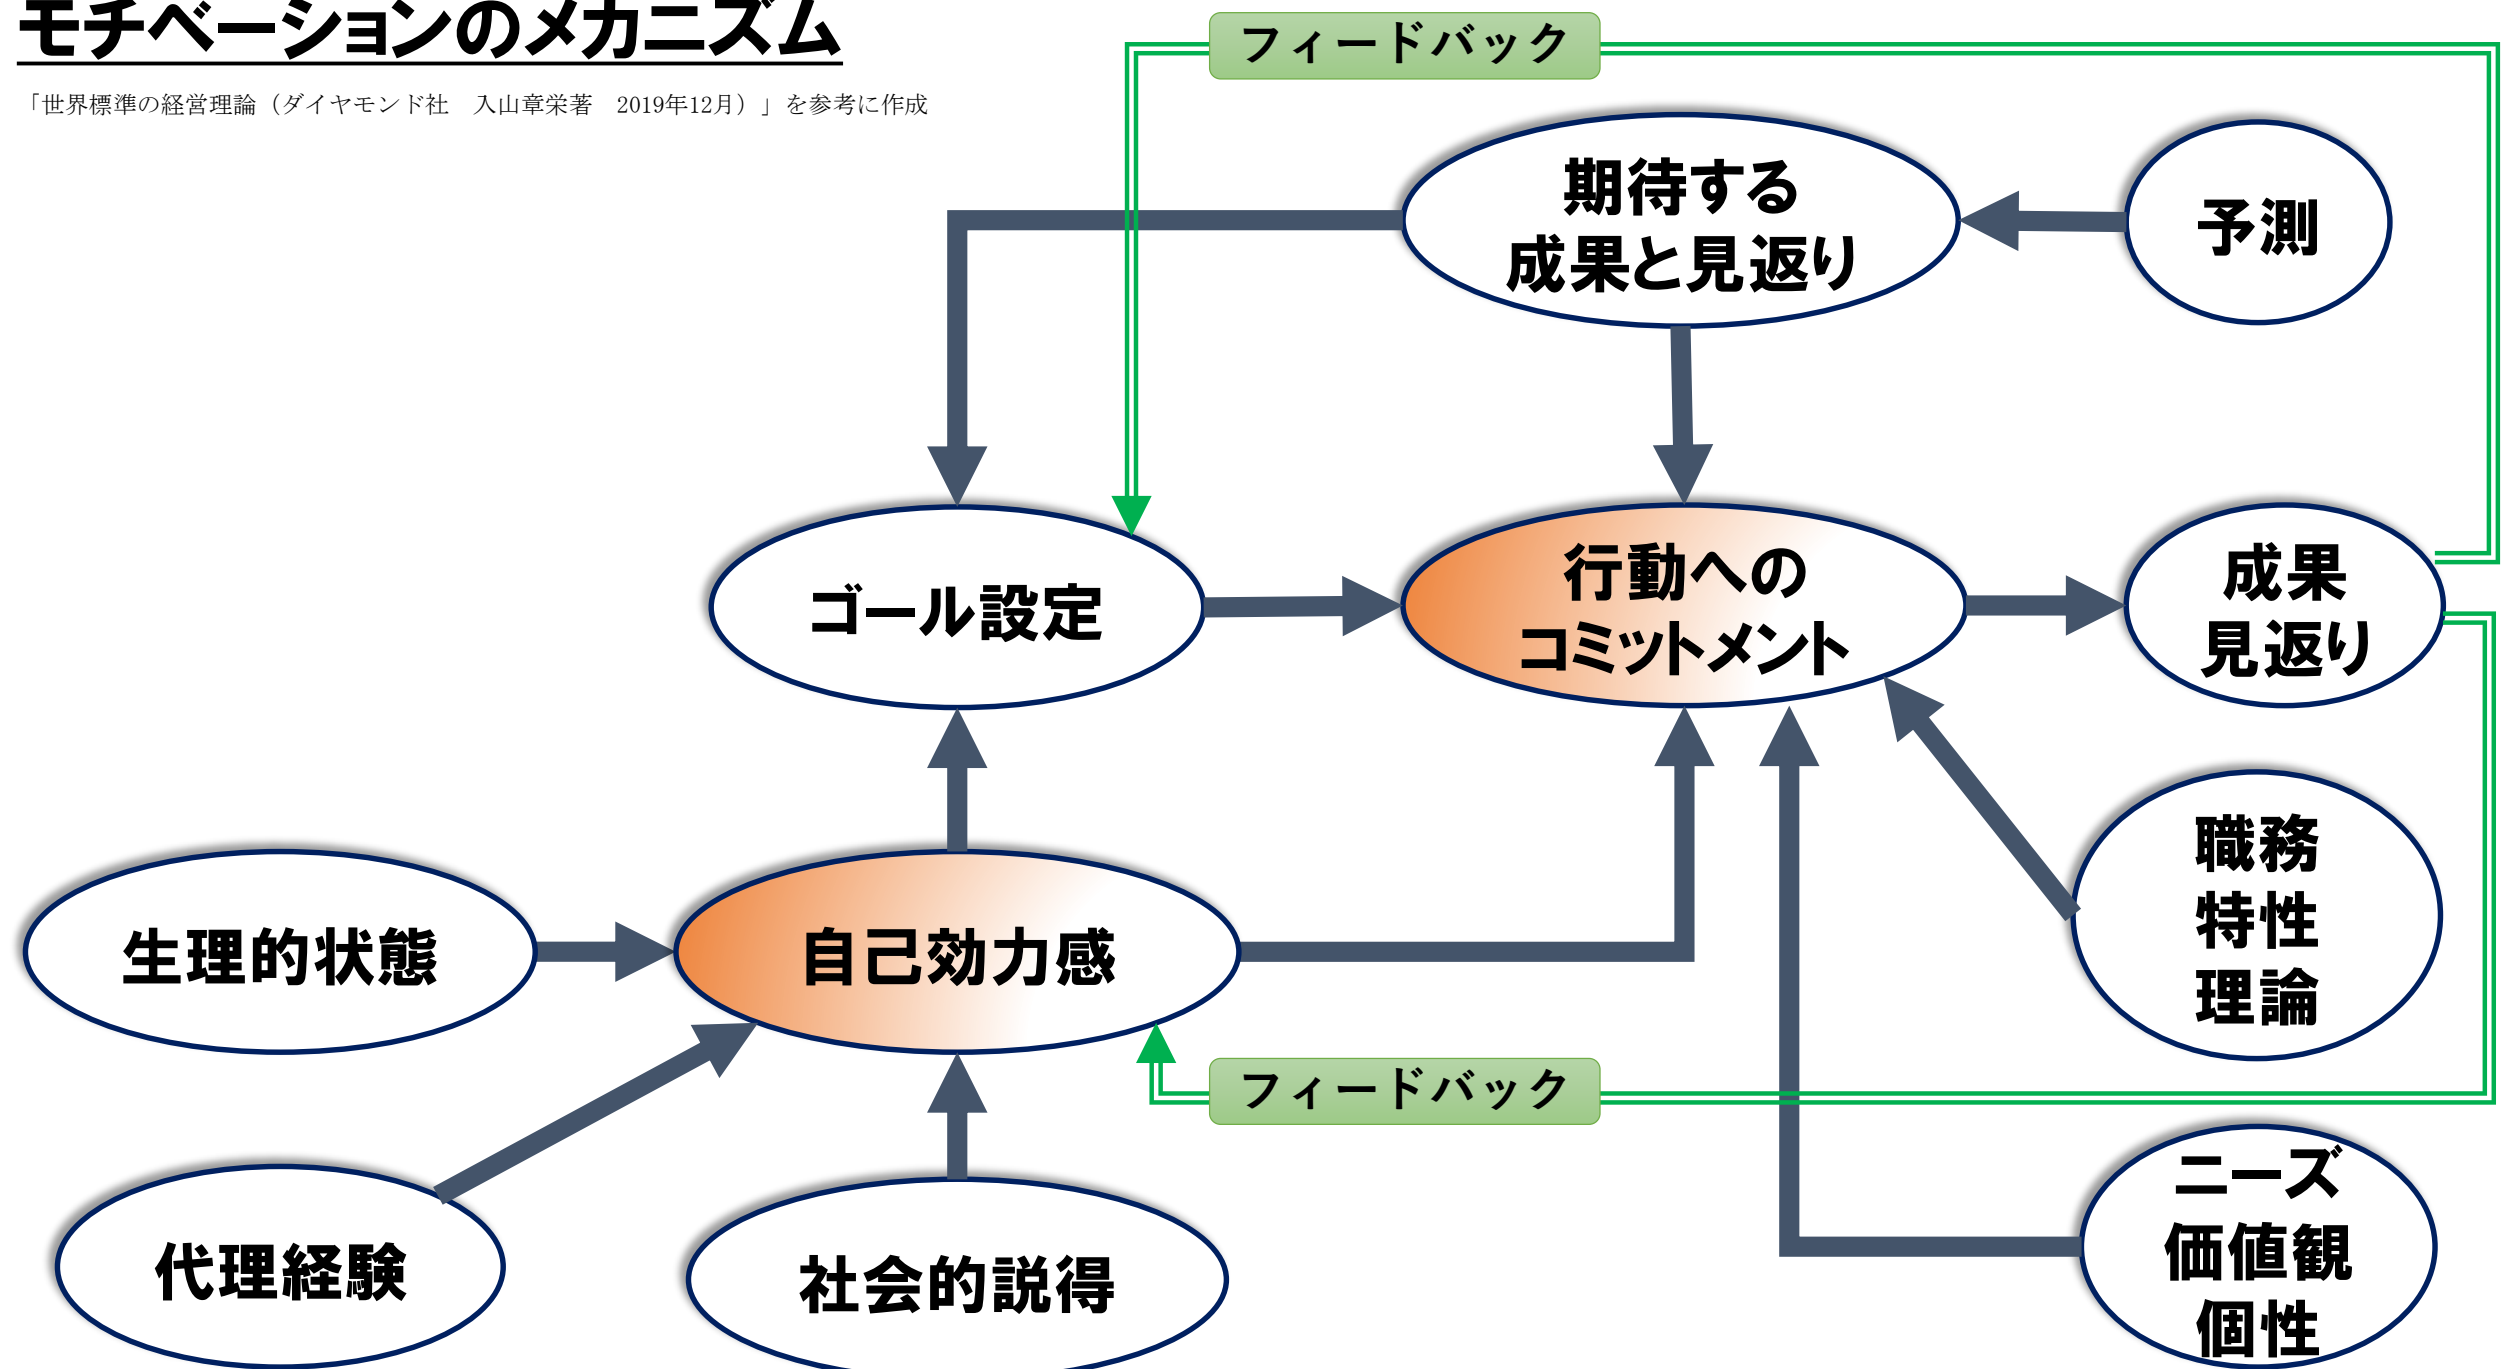 モチベーションのメカニズム
「世界標準の経営理論（ダイヤモンド社　入山章栄著　2019年12月）」を参考に作成
フィードバック
期待する
成果と見返り
予測
ゴール設定
行動への
コミットメント
成果
見返り
職務
特性
理論
生理的状態
自己効力感
フィードバック
代理経験
社会的説得
ニーズ
価値観
個性